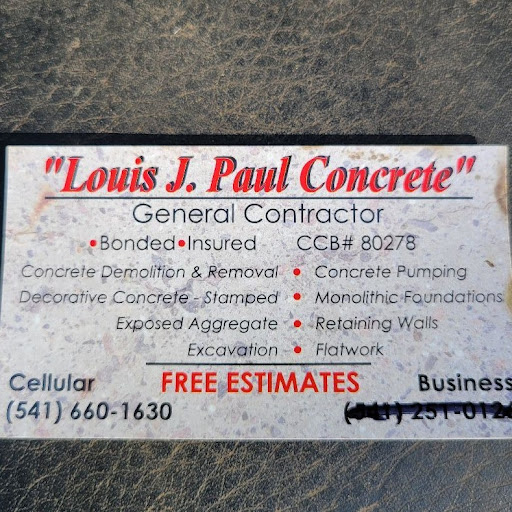 "Louis J. Paul Concrete"
General Contractor
•Bonded•Insured CCB# 80278
Concrete Demolition & Removal • Concrete Pumping
Decorative Concrete - Stamped • Monolithic Foundations
Exposed Aggregate • Retaining Walls
Excavation • Flatwork
Cellular FREE ESTIMATES Business
(541) 660-1630